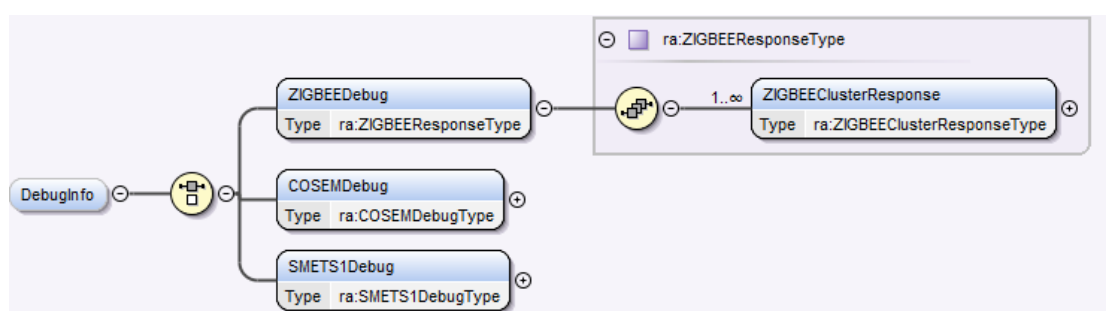 ra:ZIGBEEResponseType
ZIGBEEDebug
Type ra:ZIGBEEResponseType
1..∞
ZIGBEEClusterResponse
Type ra:ZIGBEEClusterResponseType
DebugInfo
COSEMDebug
Type ra:COSEMDebugType
SMETS1Debug
Type ra:SMETS1DebugType